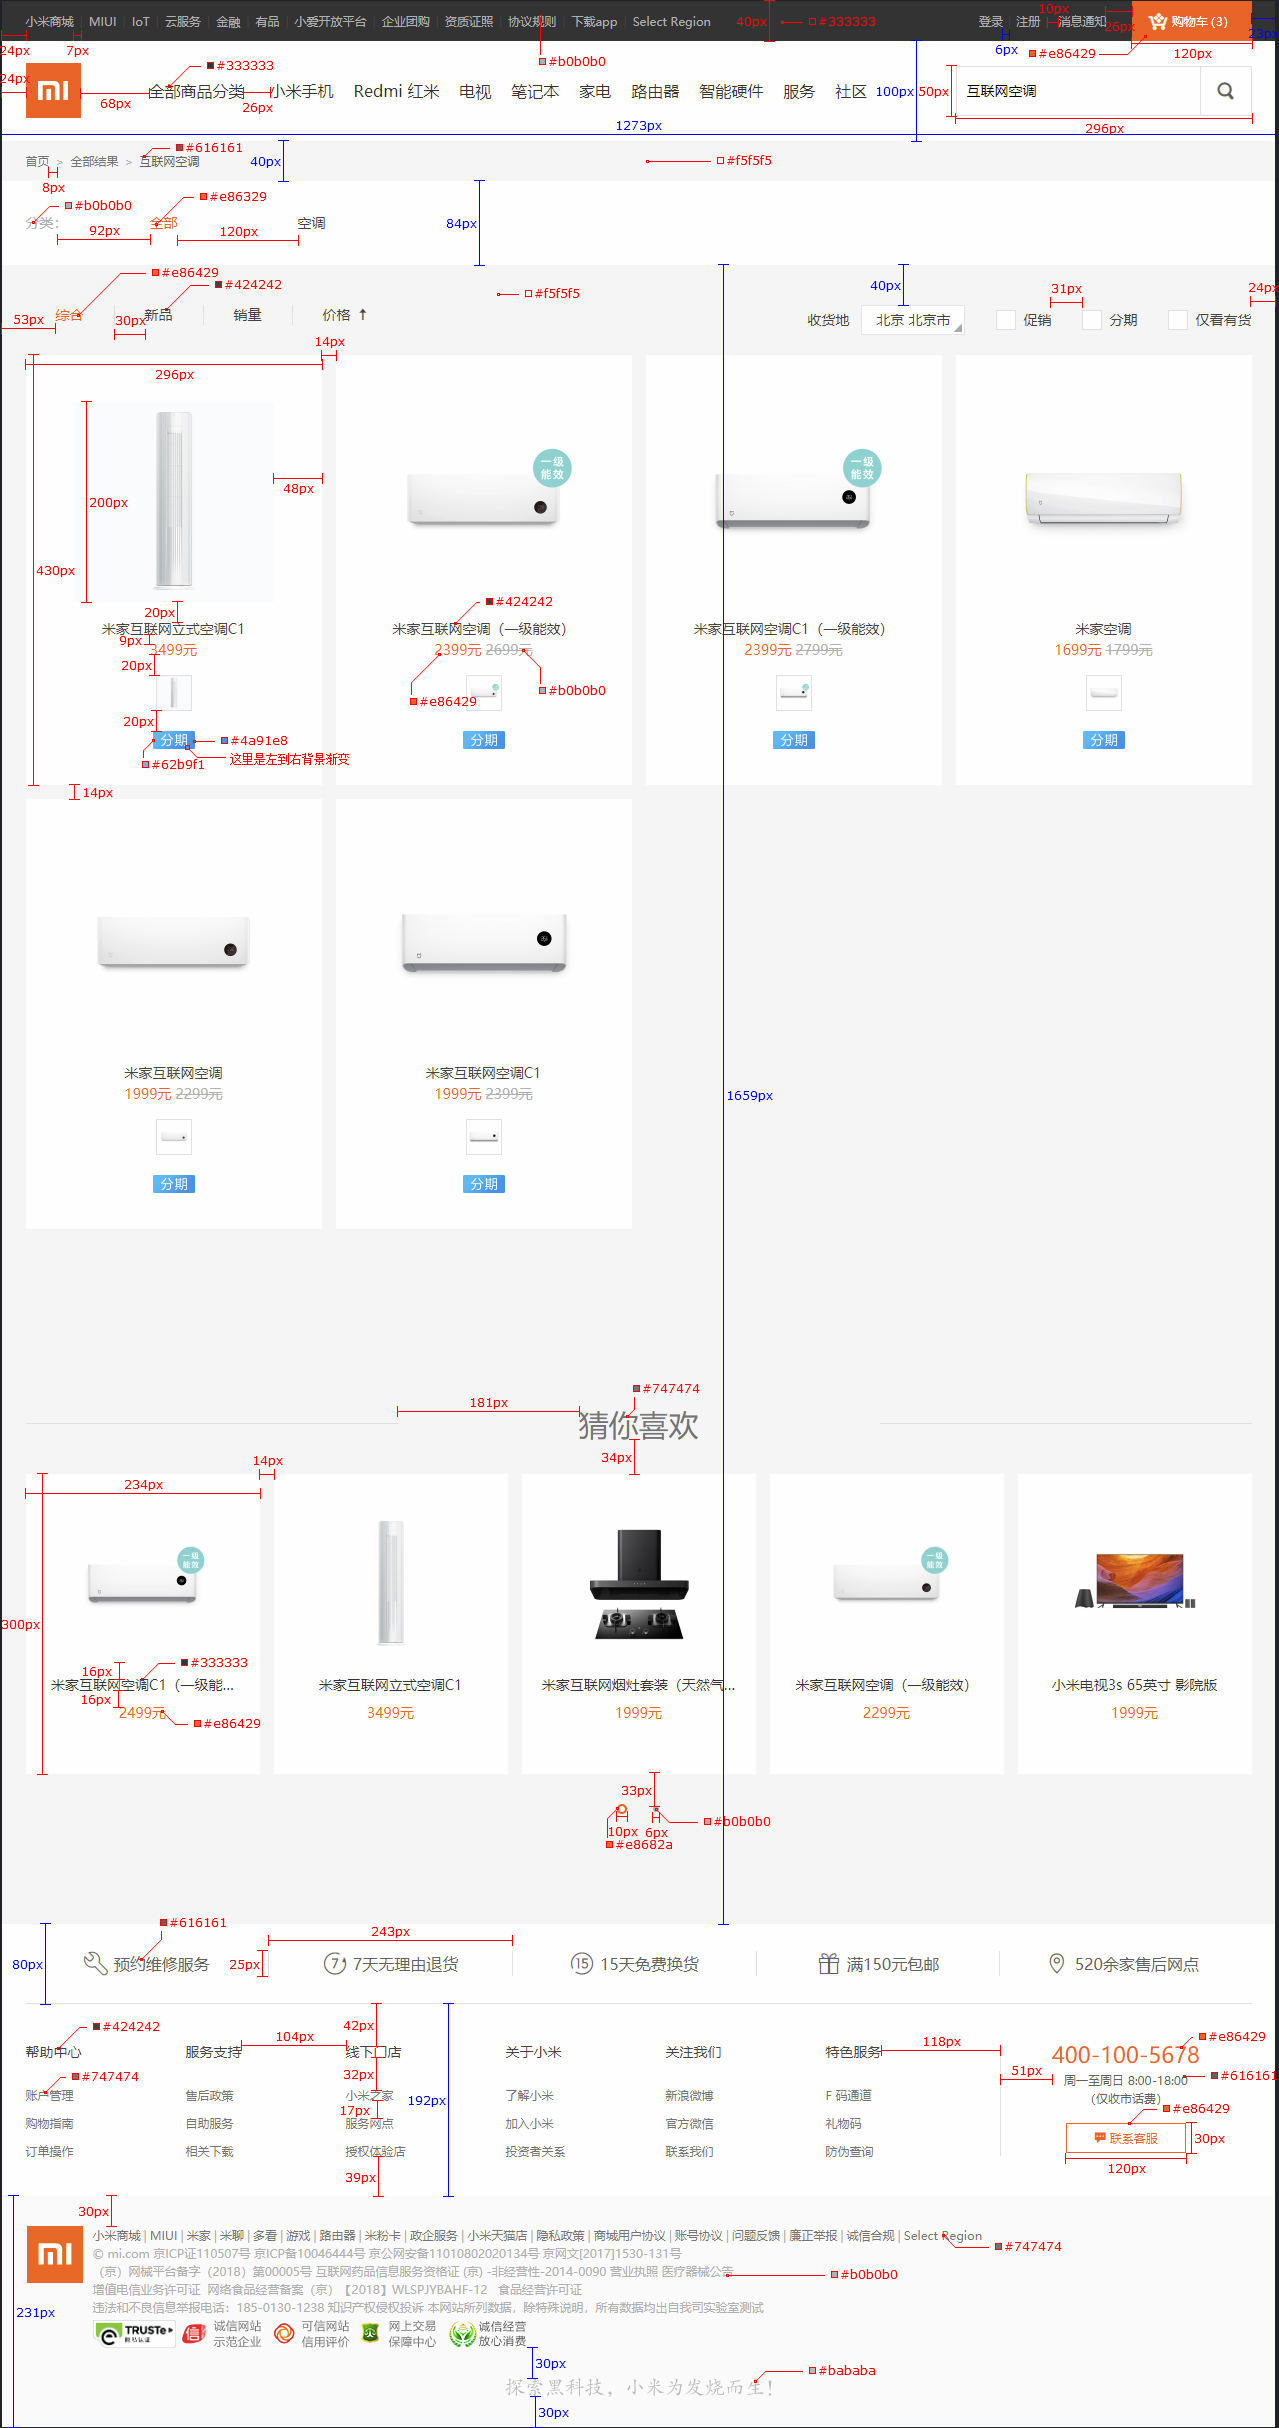 小米商城 MIUI IoT 云服务 金融 有品 小爱开放平台 企业团购 资质证照 协议规则 下载app Select Region 40px #333333 登录 注册 10px 消息通知 26px 购物车 (3) 23px
24px 7px #b0b0b0 6px #e86429 120px
#333333
24px mi 68px 全部商品分类 26px 小米手机 Redmi 红米 电视 笔记本 家电 路由器 智能硬件 服务 社区 100px 50px 互联网空调
1273px 296px
#616161
首页 > 全部结果 > 互联网空调 40px #f5f5f5
8px #e86329
#b0b0b0
分类： 全部 空调 84px
92px 120px
#e86429
#424242 40px 31px 24px
#f5f5f5
53px 综合 30px 新品 销量 价格 ↑ 收货地 北京 北京市 促销 分期 仅看有货
14px
296px
一级能效 一级能效
200px 48px
430px
#424242
20px
米家互联网立式空调C1 米家互联网空调（一级能效） 米家互联网空调C1（一级能效） 米家空调
9px 3499元 2399元 2699元 2399元 2799元 1699元 1799元
20px
#b0b0b0
#e86429
20px
分期 #4a91e8 分期 分期 分期
#62b9f1 这里是左到右背景渐变
14px
米家互联网空调 米家互联网空调C1
1999元 2299元 1999元 2399元
1659px
分期 分期
#747474
181px
猜你喜欢
34px
14px
234px
一级能效 一级能效
300px
16px #333333
米家互联网空调C1（一级能... 米家互联网立式空调C1 米家互联网烟灶套装（天然气... 米家互联网空调（一级能效） 小米电视3s 65英寸 影院版
16px
2499元 3499元 1999元 2299元 1999元
#e86429
33px
#b0b0b0
10px 6px
#e8682a
#616161
243px
80px 预约维修服务 25px 7 7天无理由退货 15 15天免费换货 满150元包邮 520余家售后网点
#424242 42px 104px 118px #e86429
帮助中心 服务支持 线下门店 关于小米 关注我们 特色服务 400-100-5678
#747474 32px 51px 周一至周日 8:00-18:00 #616161
账户管理 售后政策 小米之家 192px 了解小米 新浪微博 F 码通道 （仅收市话费）
17px #e86429
购物指南 自助服务 服务网点 加入小米 官方微信 礼物码
联系客服 30px
订单操作 相关下载 授权体验店 投资者关系 联系我们 防伪查询
39px 120px
30px
mi 小米商城 | MIUI | 米家 | 米聊 | 多看 | 游戏 | 路由器 | 米粉卡 | 政企服务 | 小米天猫店 | 隐私政策 | 商城用户协议 | 账号协议 | 问题反馈 | 廉正举报 | 诚信合规 | Select Region
#747474
© mi.com 京ICP证110507号 京ICP备10046444号 京公网安备11010802020134号 京网文[2017]1530-131号
（京）网械平台备字（2018）第00005号 互联网药品信息服务资格证 (京) -非经营性-2014-0090 营业执照 医疗器械公告
#b0b0b0
增值电信业务许可证 网络食品经营备案（京）【2018】WLSPJYBAHF-12 食品经营许可证
违法和不良信息举报电话：185-0130-1238 知识产权侵权投诉 本网站所列数据，除特殊说明，所有数据均出自我司实验室测试
231px
TRUSTe 信 诚信网站 可信网站 网上交易 诚信经营
示范企业 信用评价 保障中心 放心消费
30px #bababa
探索黑科技，小米为发烧而生！
30px